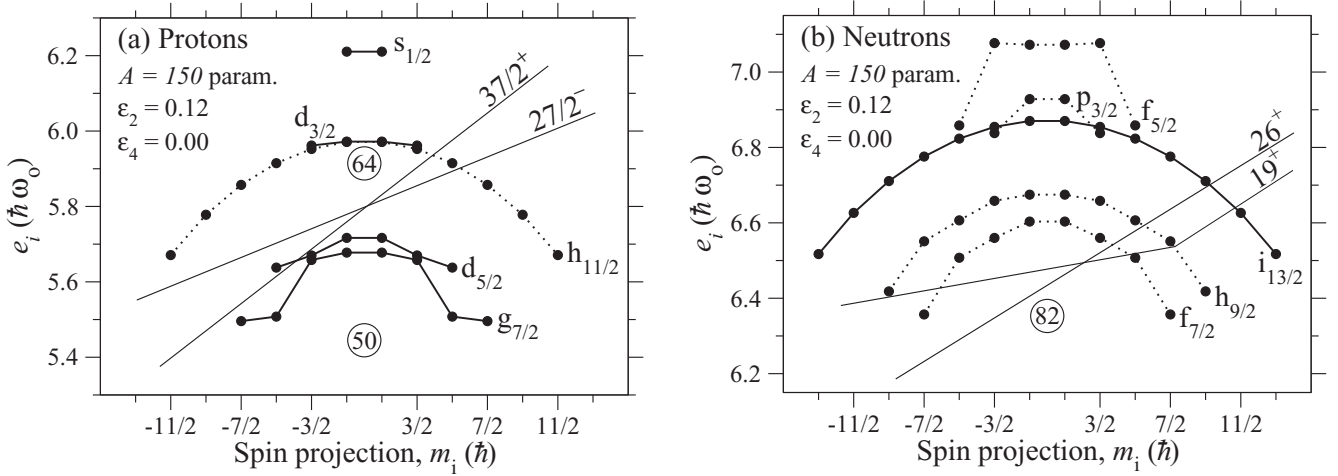 (a) Protons
A = 150 param.
ε₂ = 0.12
ε₄ = 0.00
s₁/₂
d₃/₂
64
37/2⁺
27/2⁻
h₁₁/₂
d₅/₂
g₇/₂
50
6.2
6.0
5.8
5.6
5.4
eᵢ (ħ ωₒ)
-11/2 -7/2 -3/2 3/2 7/2 11/2
Spin projection, mᵢ (ħ)
(b) Neutrons
A = 150 param.
ε₂ = 0.12
ε₄ = 0.00
p₃/₂
f₅/₂
26⁺
19⁺
i₁₃/₂
h₉/₂
f₇/₂
82
7.0
6.8
6.6
6.4
6.2
eᵢ (ħ ωₒ)
-11/2 -7/2 -3/2 3/2 7/2 11/2
Spin projection, mᵢ (ħ)